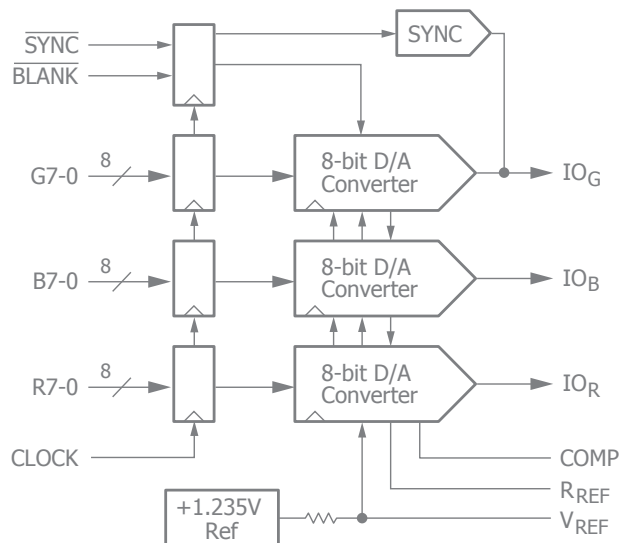 SYNC
SYNC
BLANK
G7-0
8
8-bit D/A
Converter
IOG
B7-0
8
8-bit D/A
Converter
IOB
R7-0
8
8-bit D/A
Converter
IOR
CLOCK
COMP
RREF
+1.235V
Ref
VREF